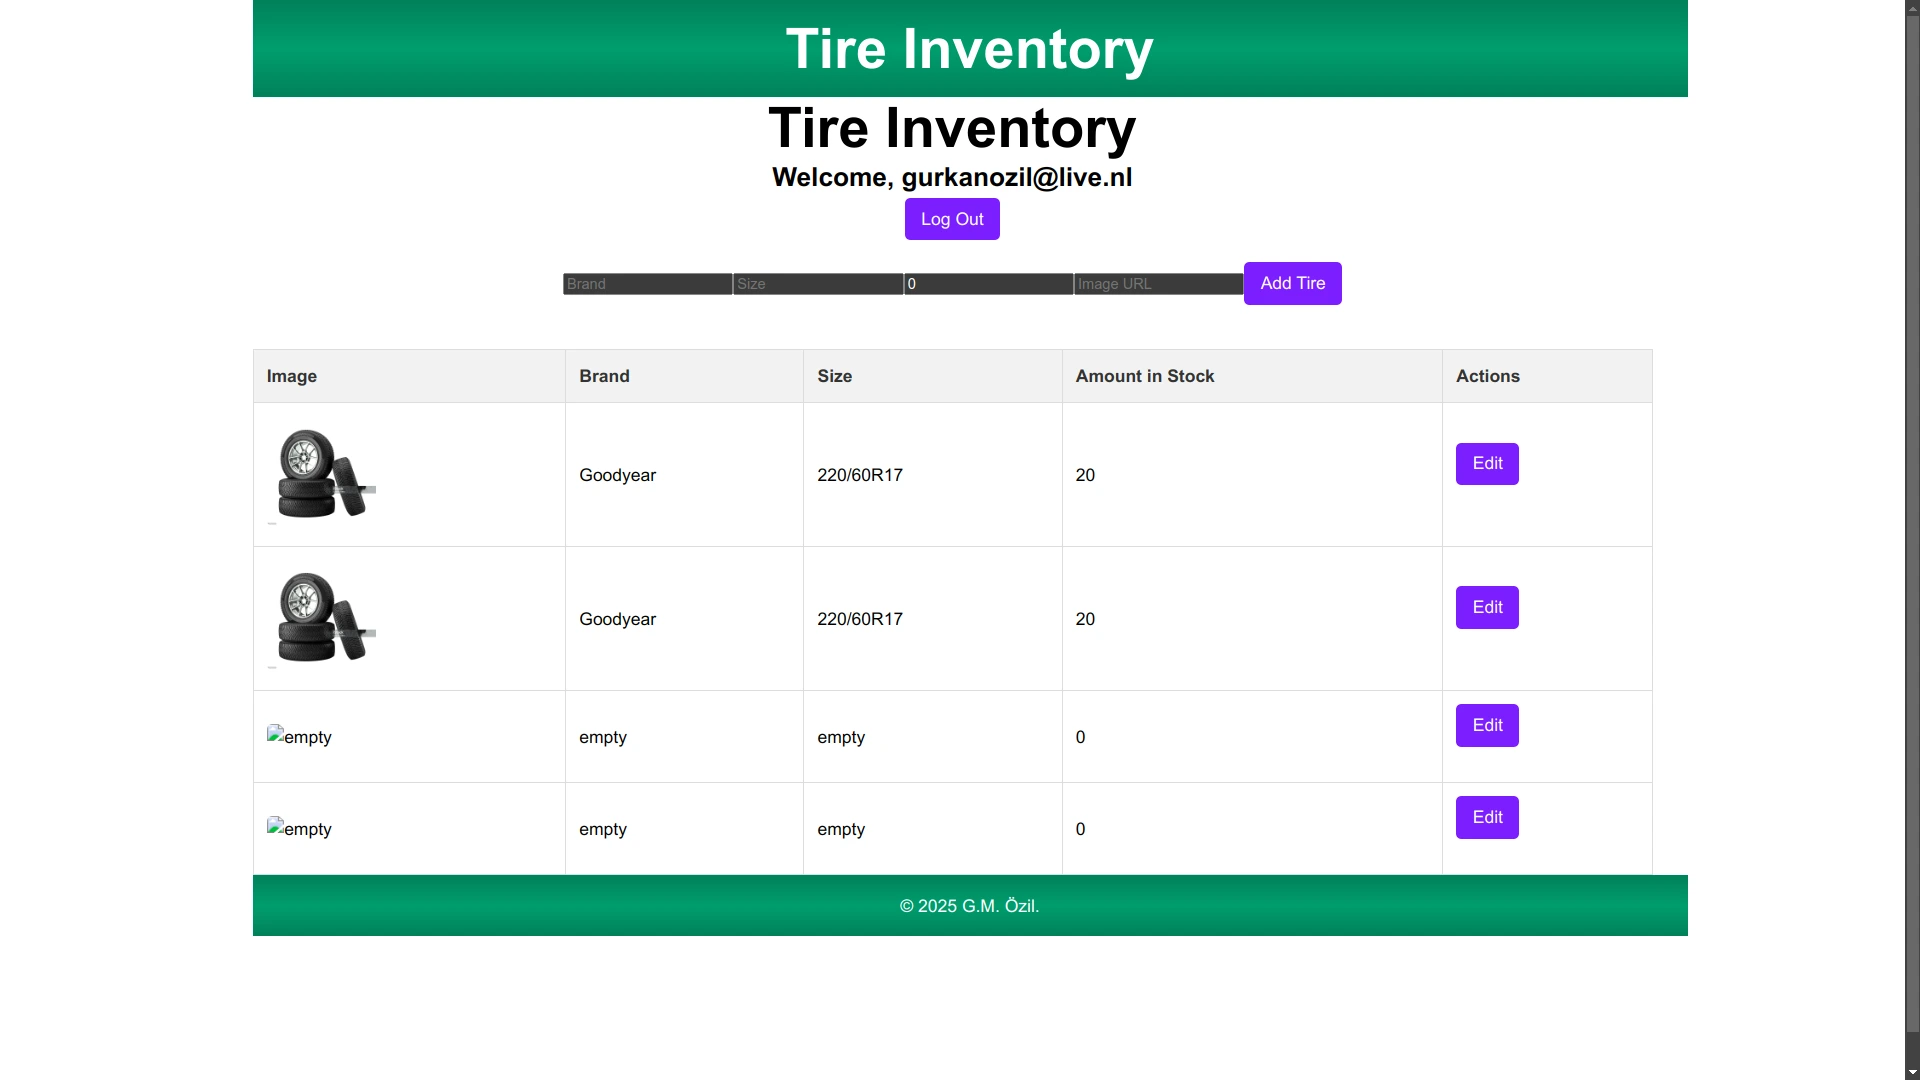 Tire Inventory
Tire Inventory
Welcome, gurkanozil@live.nl
Log Out
Brand Size 0 Image URL Add Tire
Image Brand Size Amount in Stock Actions
Goodyear 220/60R17 20 Edit
Goodyear 220/60R17 20 Edit
empty empty empty 0 Edit
empty empty empty 0 Edit
© 2025 G.M. Özil.